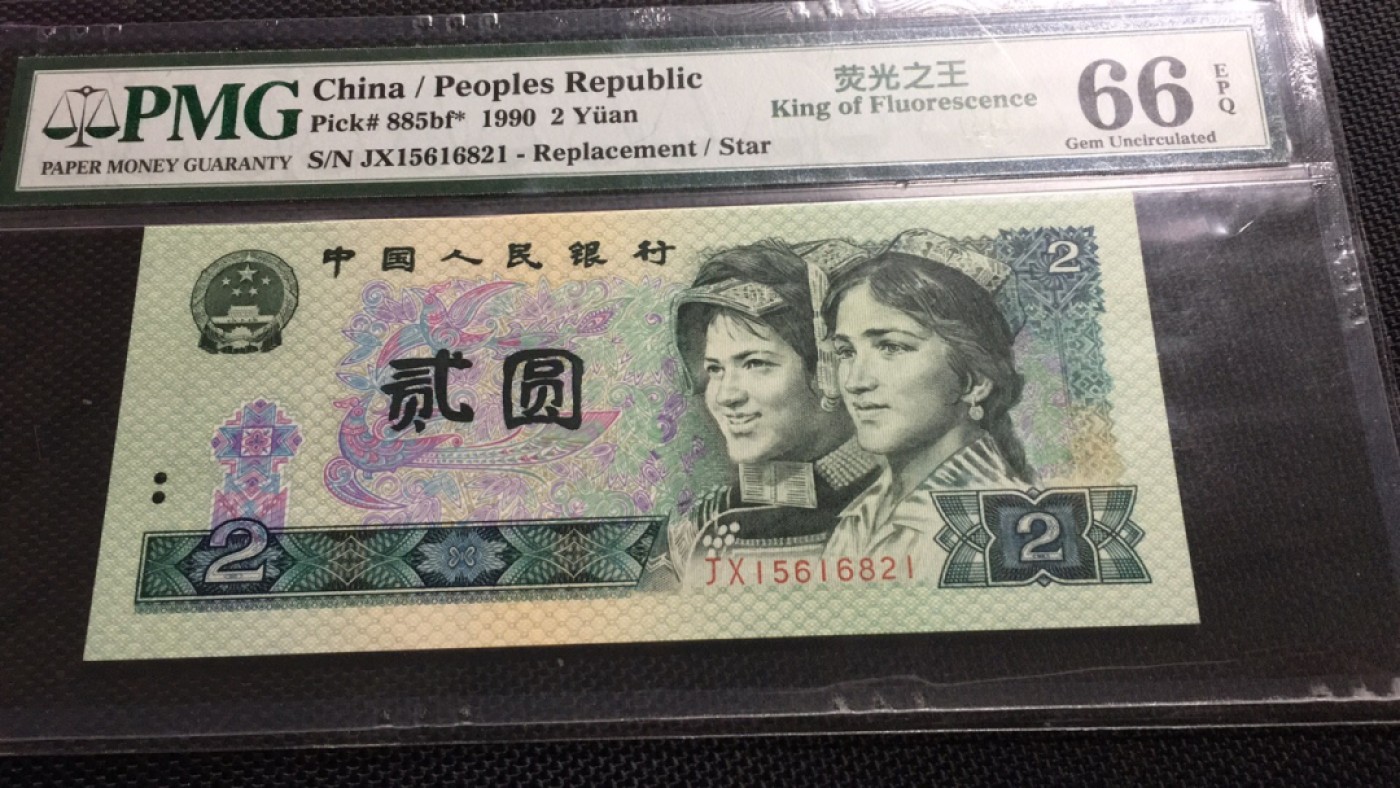 PMG
PAPER MONEY GUARANTY
China / Peoples Republic
Pick# 885bf* 1990 2 Yüan
S/N JX15616821 - Replacement / Star
荧光之王
King of Fluorescence
66
EPQ
Gem Uncirculated
中国人民银行
2
贰圆
2
2
JX15616821